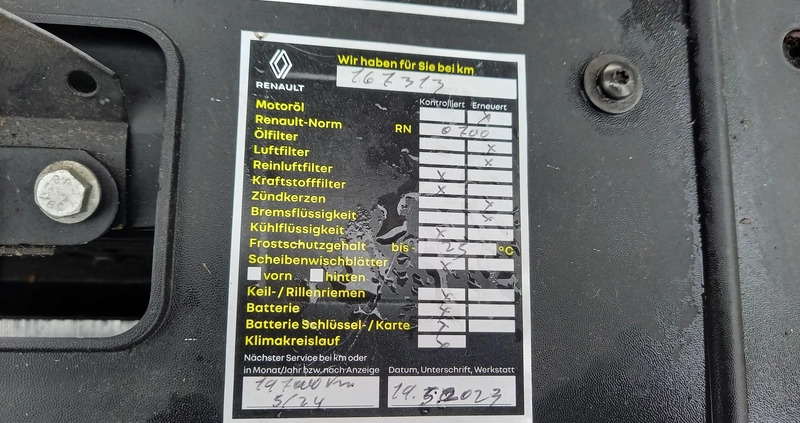 Wir haben für Sie bei km
RENAULT
167313
Kontrolliert Erneuert
Motoröl x
Renault-Norm RN 0700
Ölfilter x
Luftfilter x
Reinluftfilter x
Kraftstofffilter x
Zündkerzen x
Bremsflüssigkeit x
Kühlflüssigkeit x
Frostschutzgehalt bis - 25 °C
Scheibenwischblätter x
vorn hinten
Keil-/Rillenriemen x
Batterie x
Batterie Schlüssel-/Karte x
Klimakreislauf x
Nächster Service bei km oder
in Monat/Jahr bzw. nach Anzeige Datum, Unterschrift, Werkstatt
km 19.5.2023
5/24